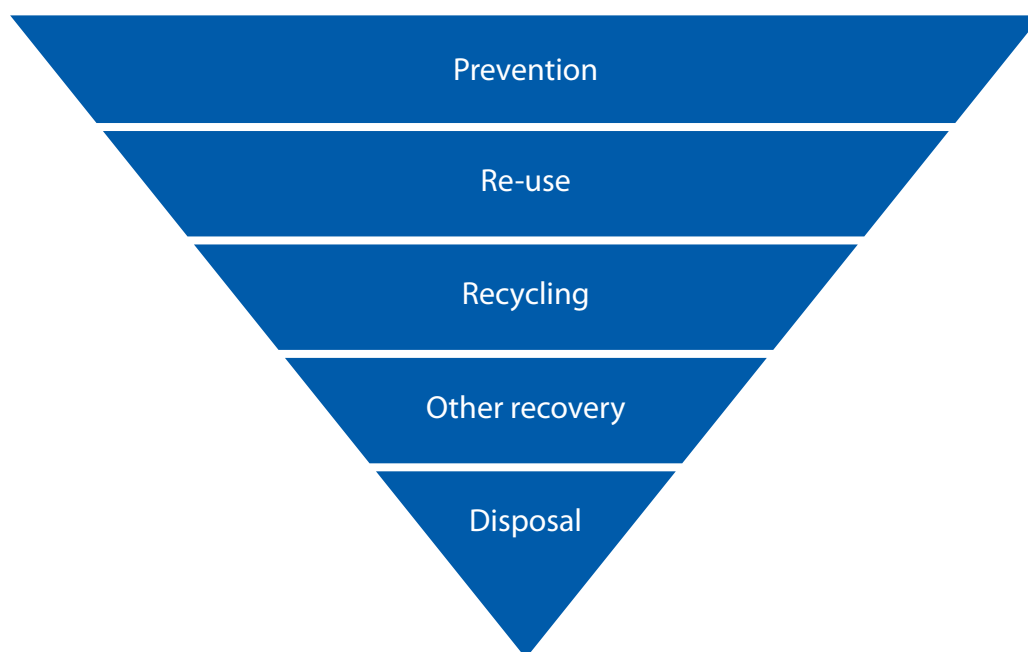 Prevention
Re-use
Recycling
Other recovery
Disposal